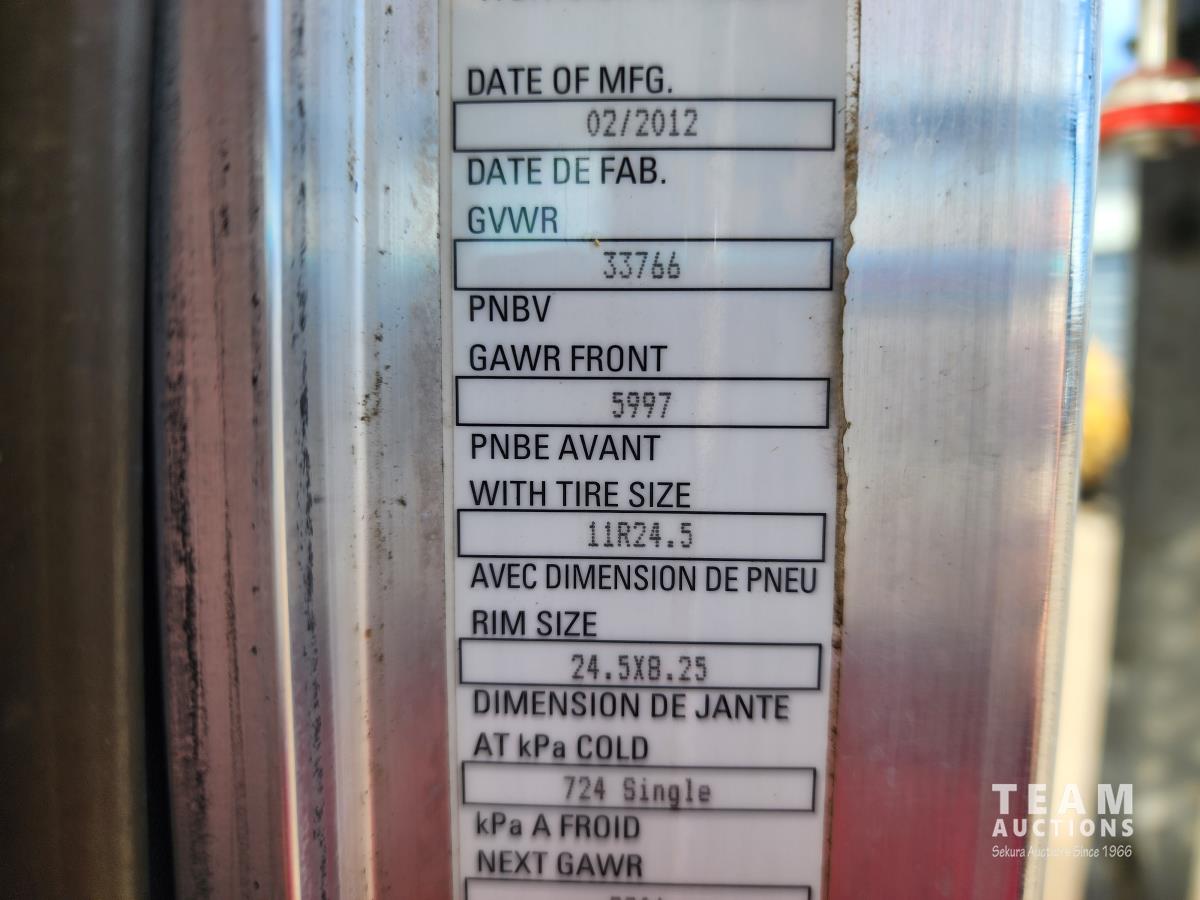 DATE OF MFG.
02/2012
DATE DE FAB.
GVWR
33766
PNBV
GAWR FRONT
5997
PNBE AVANT
WITH TIRE SIZE
11R24.5
AVEC DIMENSION DE PNEU
RIM SIZE
24.5X8.25
DIMENSION DE JANTE
AT kPa COLD
724 Single
kPa A FROID
NEXT GAWR
TEAM
AUCTIONS
Sekura Auctions Since 1966